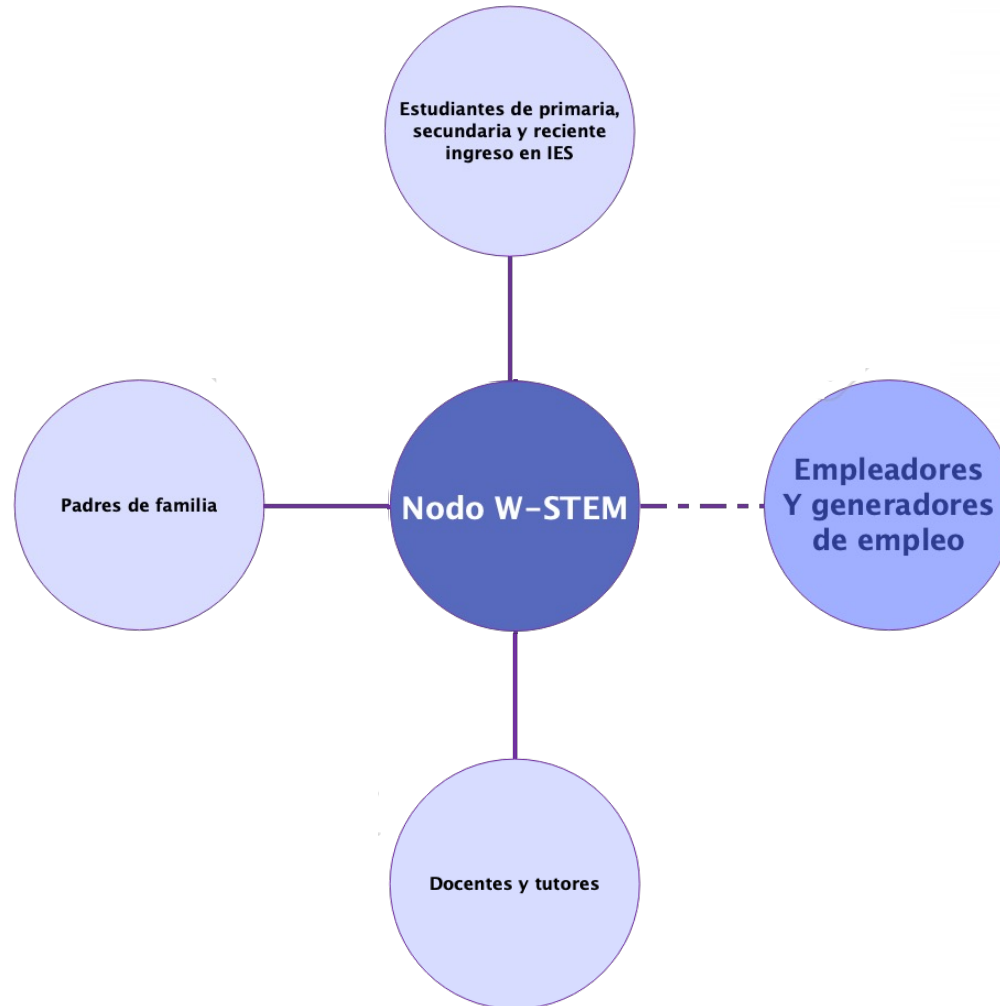 Estudiantes de primaria,
secundaria y reciente
ingreso en IES
Padres de familia
Nodo W-STEM
Empleadores
Y generadores
de empleo
Docentes y tutores